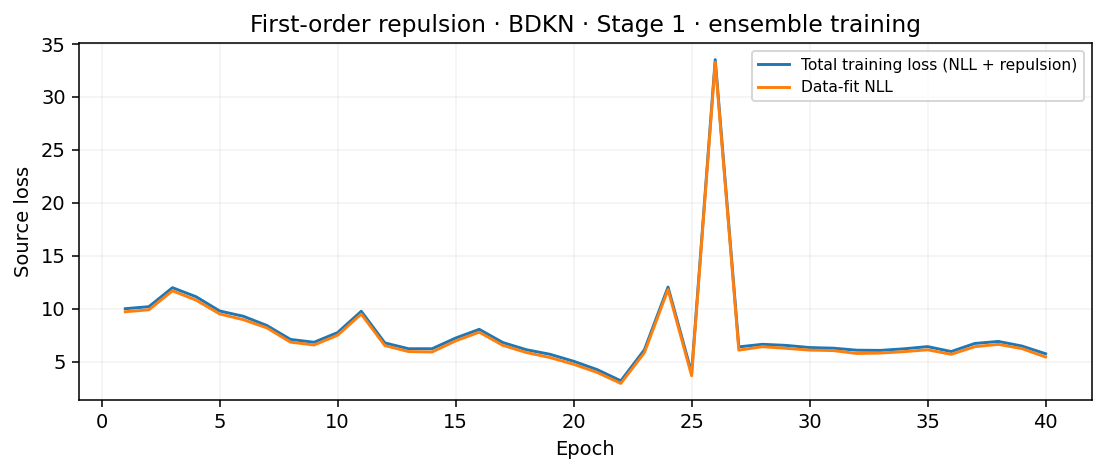 First-order repulsion · BDKN · Stage 1 · ensemble training
Total training loss (NLL + repulsion)
Data-fit NLL
Source loss
35
30
25
20
15
10
5
0 5 10 15 20 25 30 35 40
Epoch